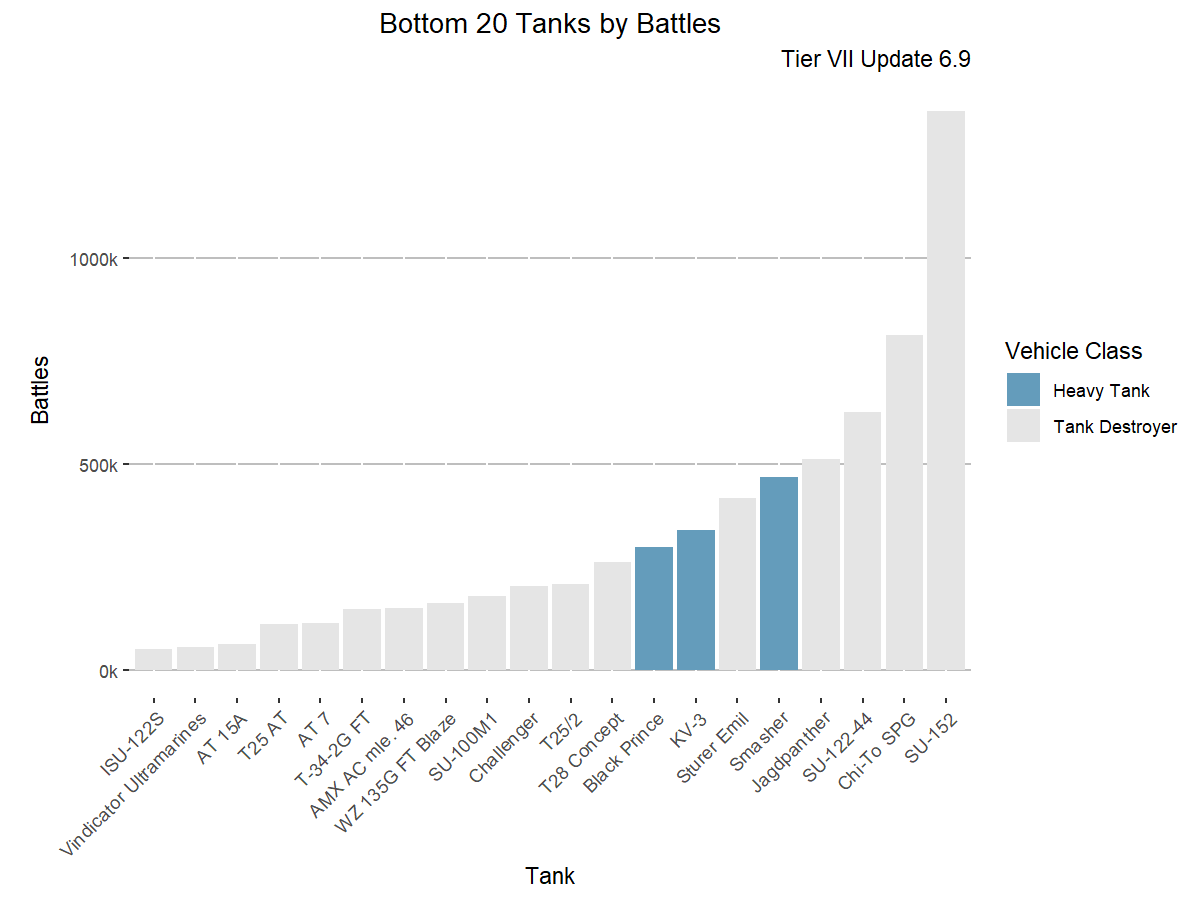 Bottom 20 Tanks by Battles
Tier VII Update 6.9
1000k
500k
0k
Battles
ISU-122S
Vindicator Ultramarines
AT 15A
T25 AT
AT 7
T-34-2G FT
AMX AC mle. 46
WZ 135G FT Blaze
SU-100M1
Challenger
T25/2
T28 Concept
Black Prince
KV-3
Sturer Emil
Smasher
Jagdpanther
SU-122-44
Chi-To SPG
SU-152
Tank
Vehicle Class
Heavy Tank
Tank Destroyer